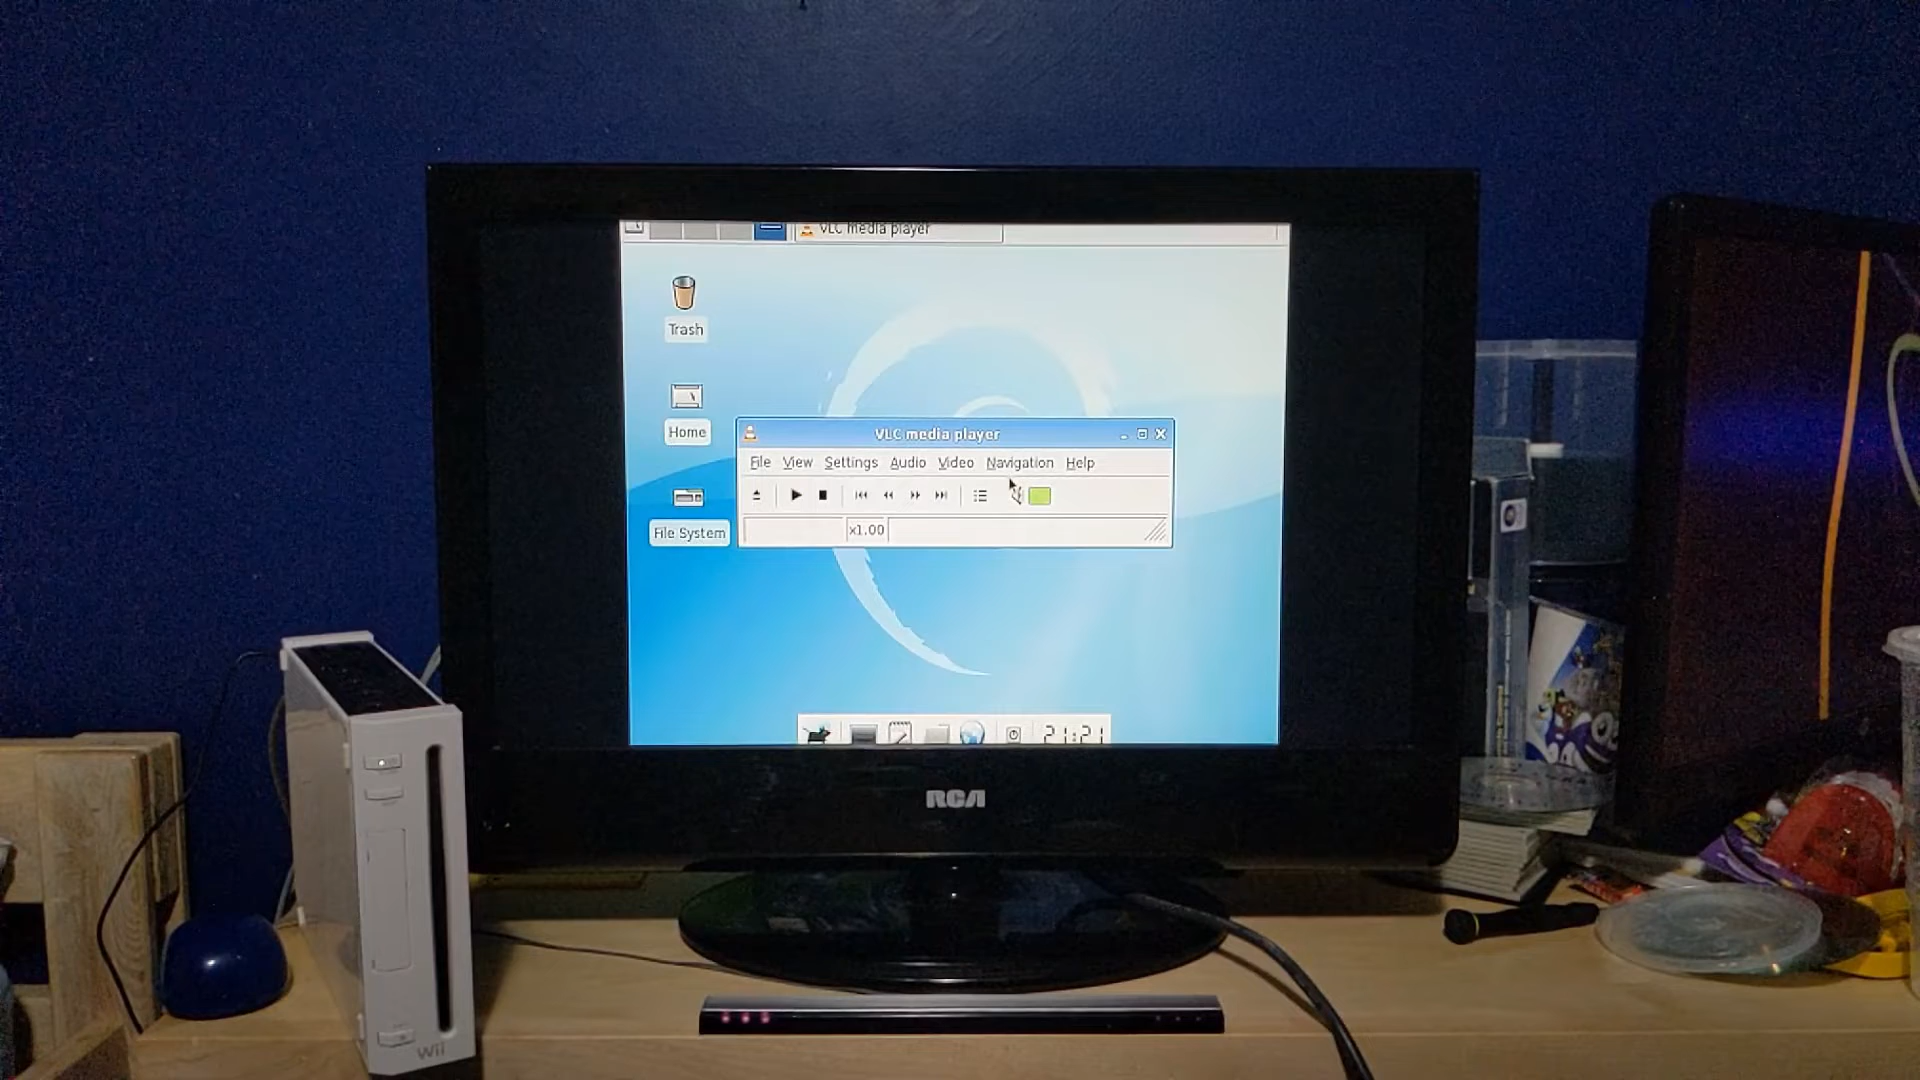 VLC media player
Trash
Home
VLC media player
File View Settings Audio Video Navigation Help
x1.00
File System
21:21
RCA
Wii